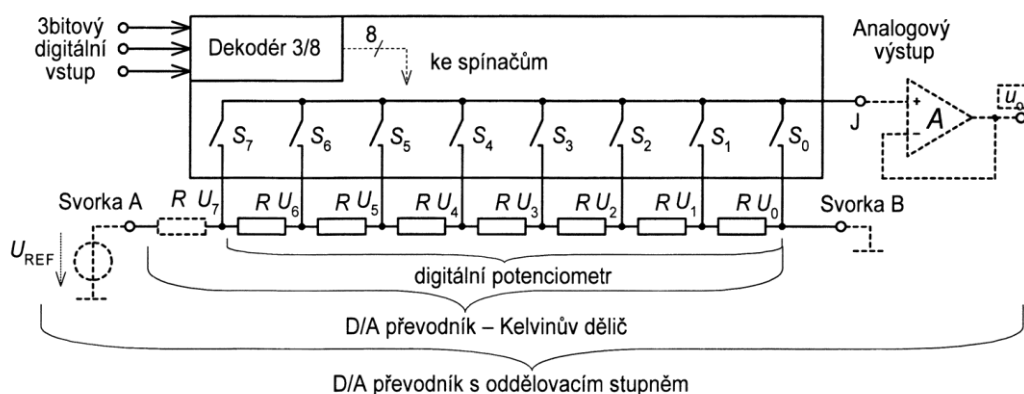 3bitový
digitální
vstup
Dekodér 3/8
8
ke spínačům
Analogový
výstup
J
+
−
A
u₀
S₇ S₆ S₅ S₄ S₃ S₂ S₁ S₀
Svorka A
R U₇ R U₆ R U₅ R U₄ R U₃ R U₂ R U₁ R U₀
Svorka B
U_REF
digitální potenciometr
D/A převodník – Kelvinův dělič
D/A převodník s oddělovacím stupněm